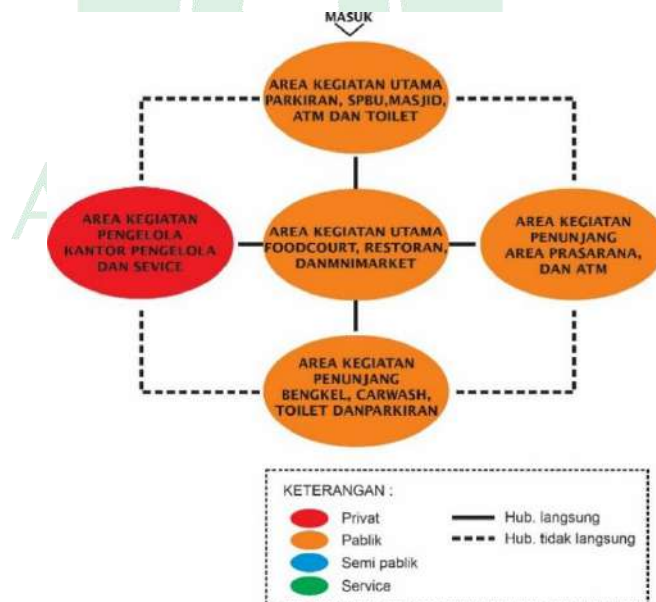 MASUK
AREA KEGIATAN UTAMA
PARKIRAN, SPBU,MASJID,
ATM DAN TOILET
AREA KEGIATAN
PENGELOLA
KANTOR PENGELOLA
DAN SEVICE
AREA KEGIATAN UTAMA
FOODCOURT, RESTORAN,
DANMNIMARKET
AREA KEGIATAN
PENUNJANG
AREA PRASARANA,
DAN ATM
AREA KEGIATAN
PENUNJANG
BENGKEL, CARWASH,
TOILET DANPARKIRAN
KETERANGAN :
Privat
Pablik
Semi pablik
Service
Hub. langsung
Hub. tidak langsung